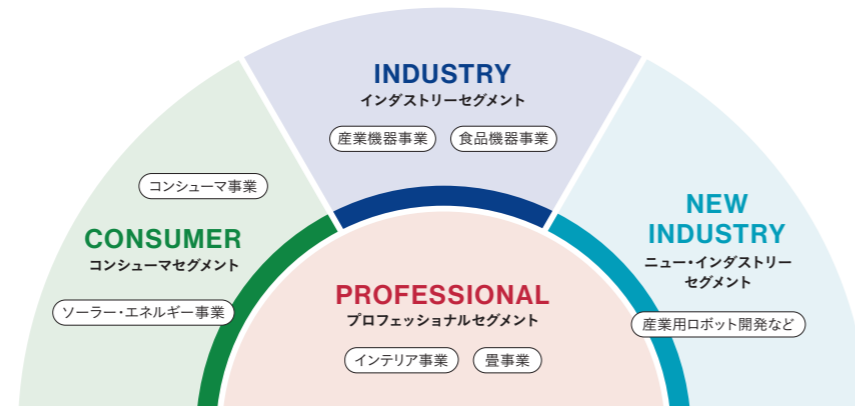 INDUSTRY
インダストリーセグメント
産業機器事業
食品機器事業
コンシューマ事業
CONSUMER
コンシューマセグメント
ソーラー・エネルギー事業
NEW
INDUSTRY
ニュー・インダストリー
セグメント
産業用ロボット開発など
PROFESSIONAL
プロフェッショナルセグメント
インテリア事業
畳事業